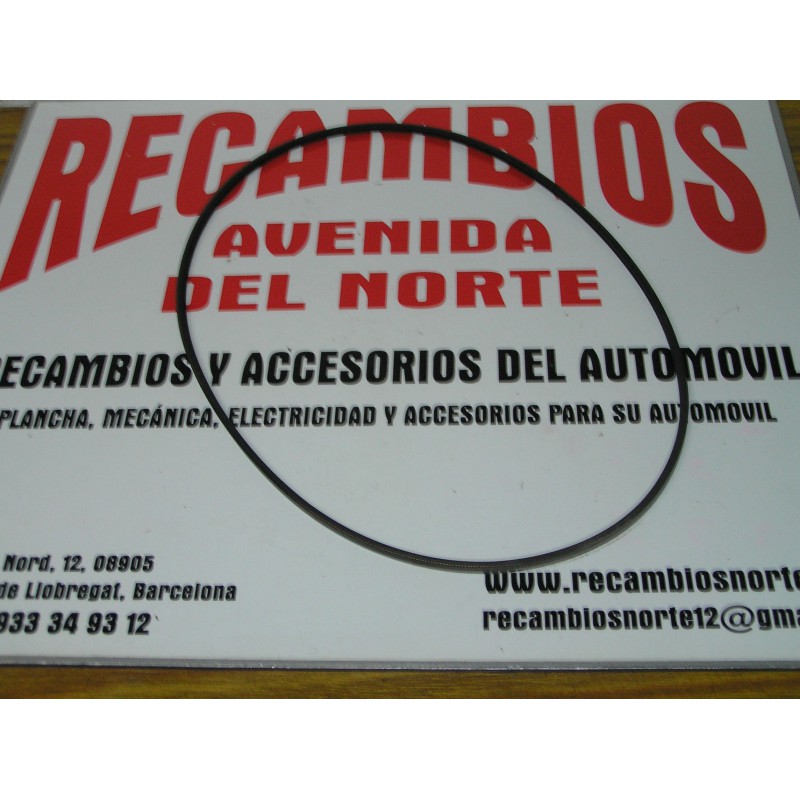 RECAMBIOS
AVENIDA
DEL NORTE
RECAMBIOS Y ACCESORIOS DEL AUTOMOVIL
PLANCHA, MECÁNICA, ELECTRICIDAD Y ACCESORIOS PARA SU AUTOMOVIL
Nord, 12, 08905
de Llobregat, Barcelona
933 34 93 12
www.recambiosnorte
recambiosnorte12@gma